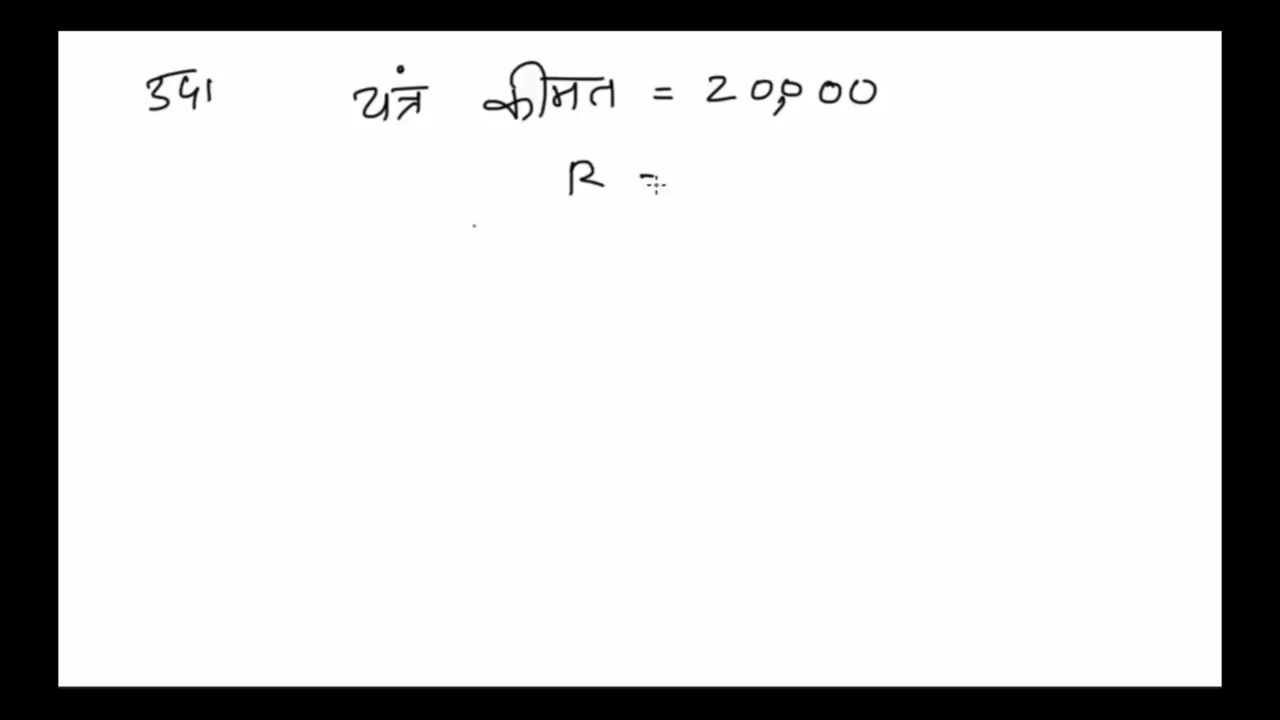 उदा यंत्र कीमत = 20,000
R =